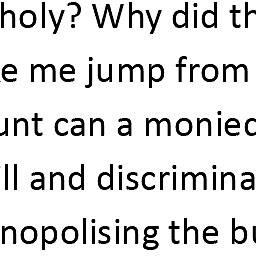 holy? Why did th
e me jump from
unt can a monied
ll and discrimina
nopolising the bu